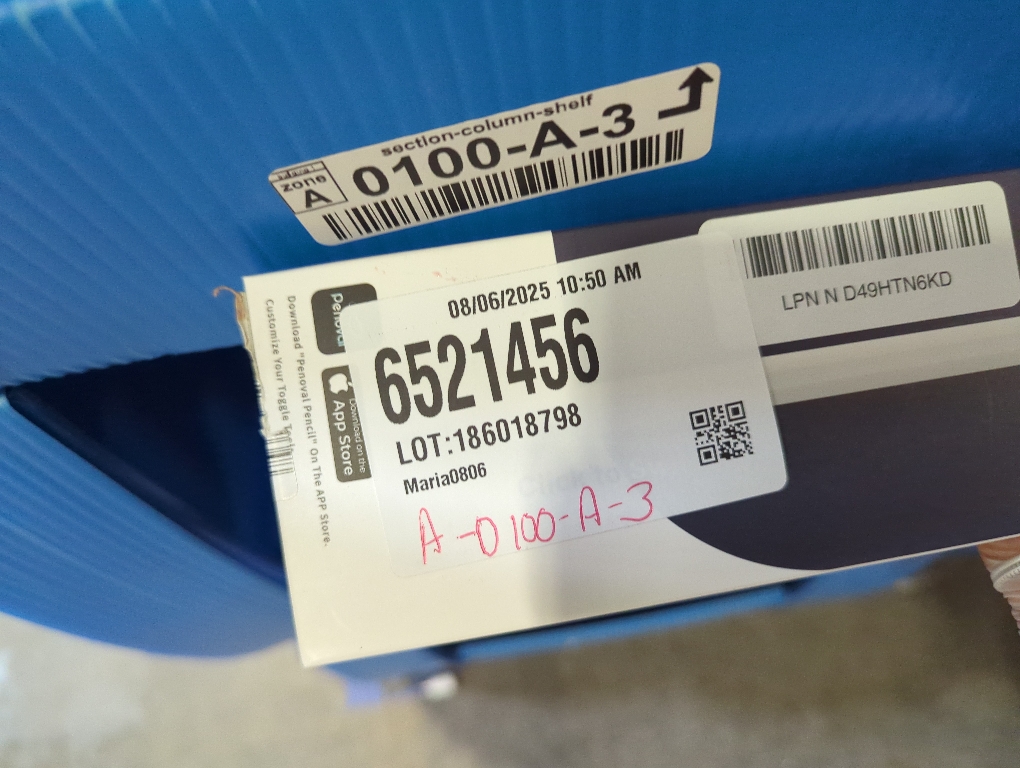 section-column-shelf
zone
A
0100-A-3
LPN N D49HTN6KD
08/06/2025 10:50 AM
6521456
LOT:186018798
Maria0806
A-0100-A-3
Penoval
Download on the
App Store
Download "Penoval Pencil" On The APP Store.
Customize Your Toggle